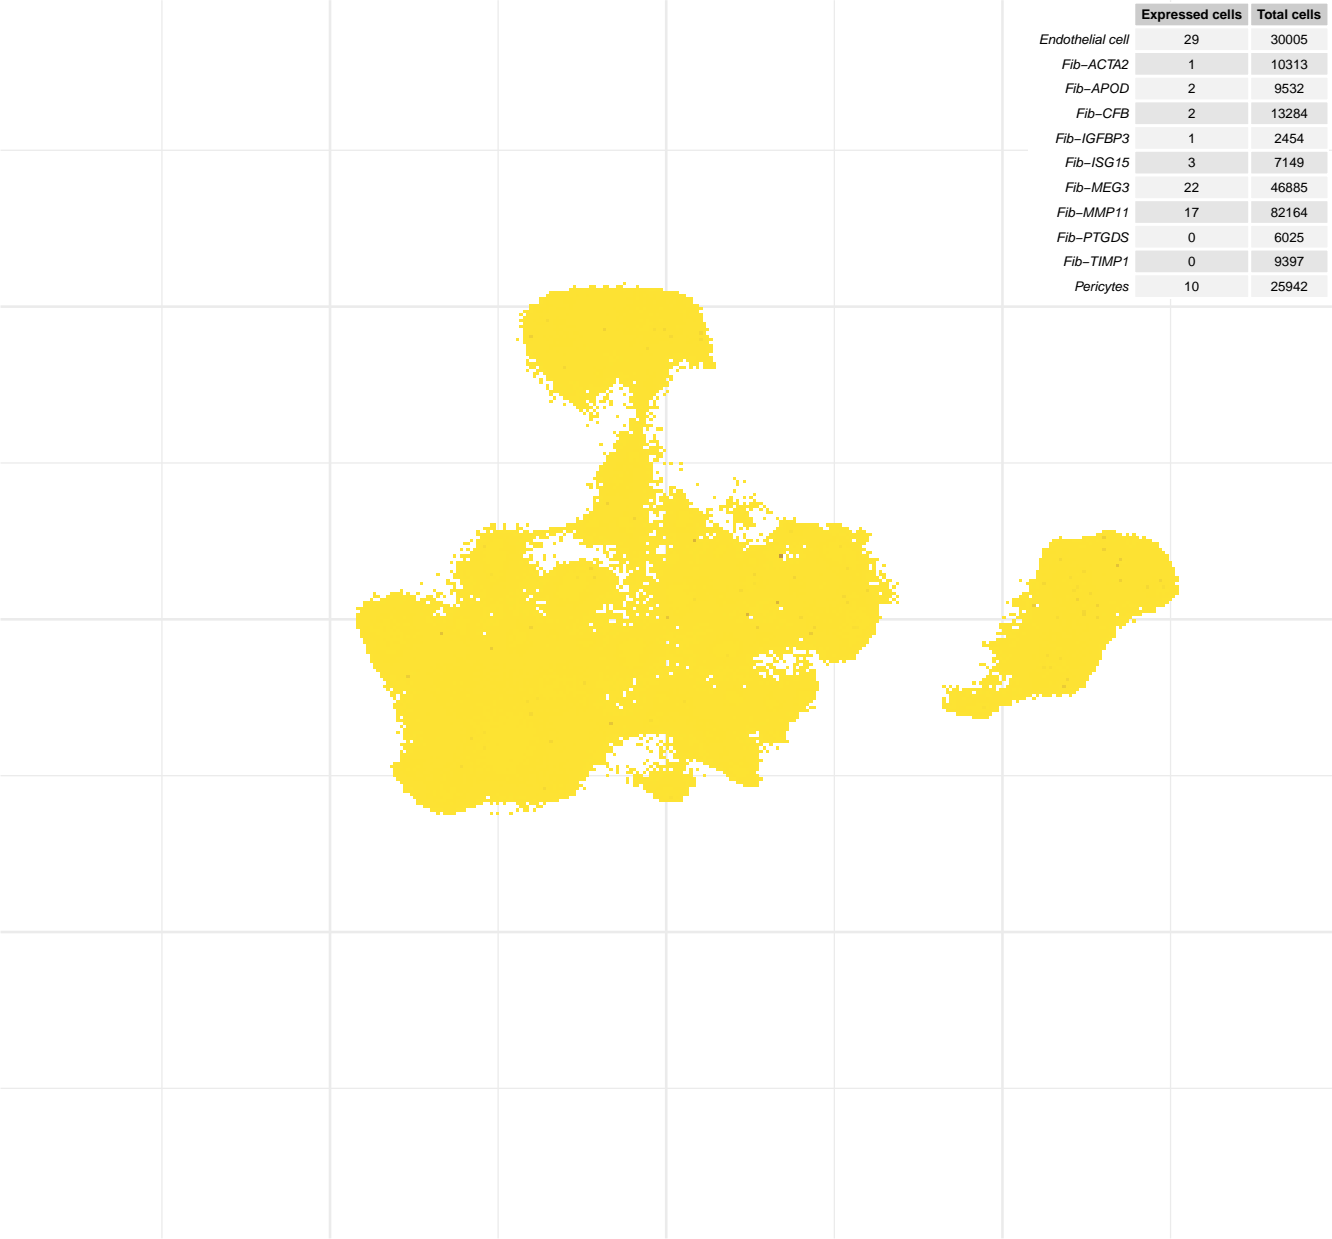 Expressed cells Total cells
Endothelial cell 29 30005
Fib−ACTA2 1 10313
Fib−APOD 2 9532
Fib−CFB 2 13284
Fib−IGFBP3 1 2454
Fib−ISG15 3 7149
Fib−MEG3 22 46885
Fib−MMP11 17 82164
Fib−PTGDS 0 6025
Fib−TIMP1 0 9397
Pericytes 10 25942